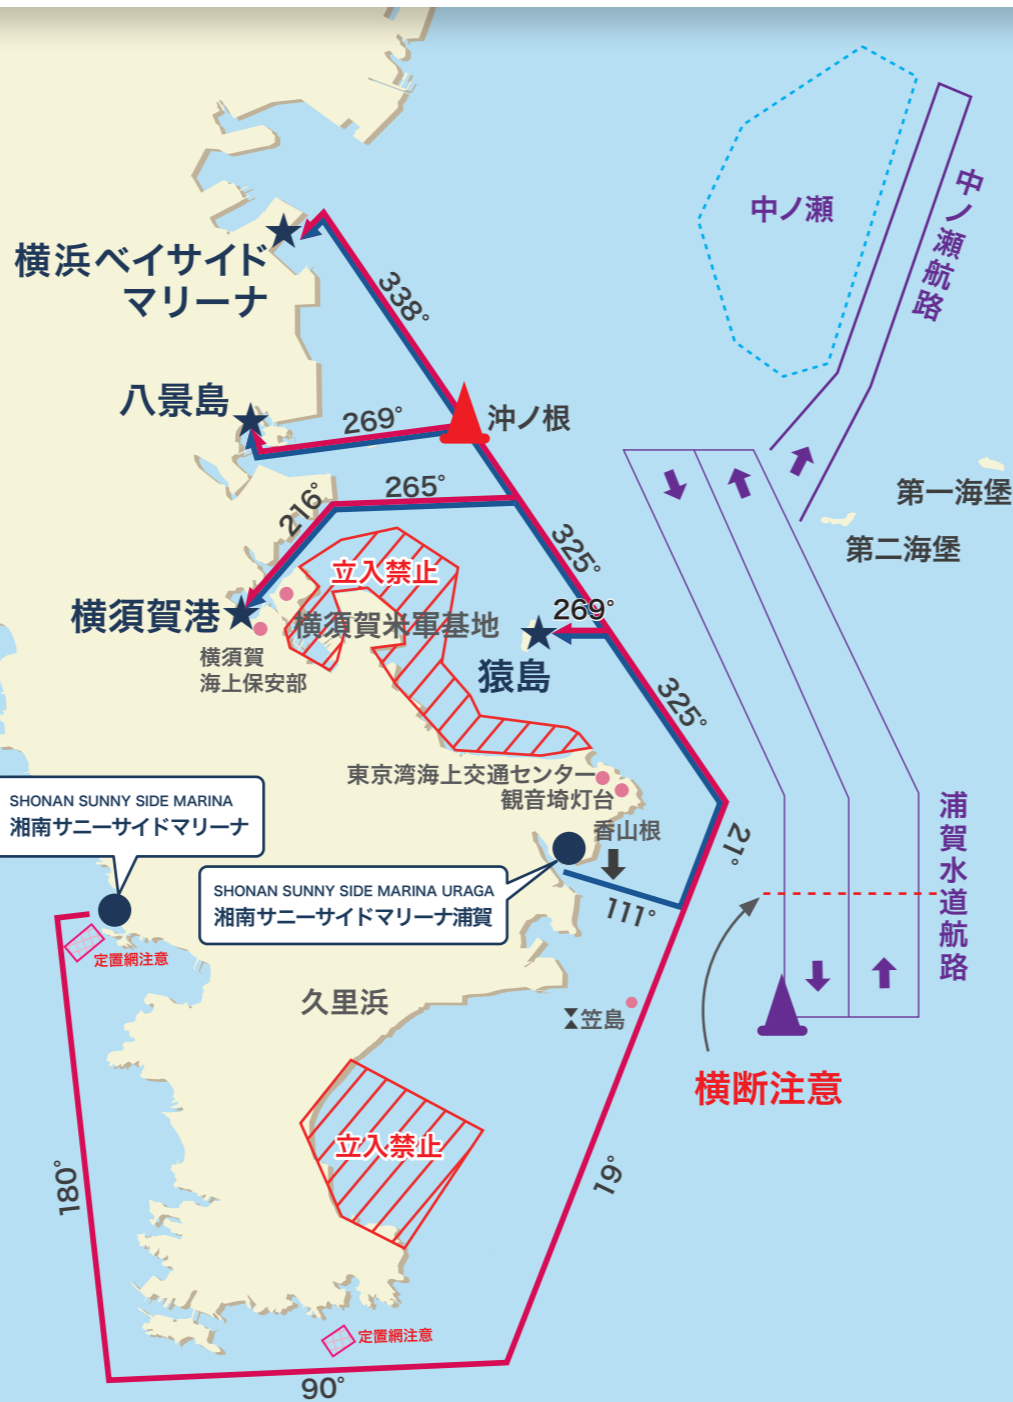 中ノ瀬
中ノ瀬航路
横浜ベイサイド
マリーナ
338°
八景島
269°
沖ノ根
265°
216°
第一海堡
第二海堡
325°
立入禁止
269°
横須賀港
横須賀米軍基地
横須賀
海上保安部
猿島
325°
東京湾海上交通センター
観音埼灯台
香山根
21°
浦賀水道航路
SHONAN SUNNY SIDE MARINA
湘南サニーサイドマリーナ
SHONAN SUNNY SIDE MARINA URAGA
湘南サニーサイドマリーナ浦賀
111°
定置網注意
久里浜
笠島
横断注意
立入禁止
19°
180°
定置網注意
90°